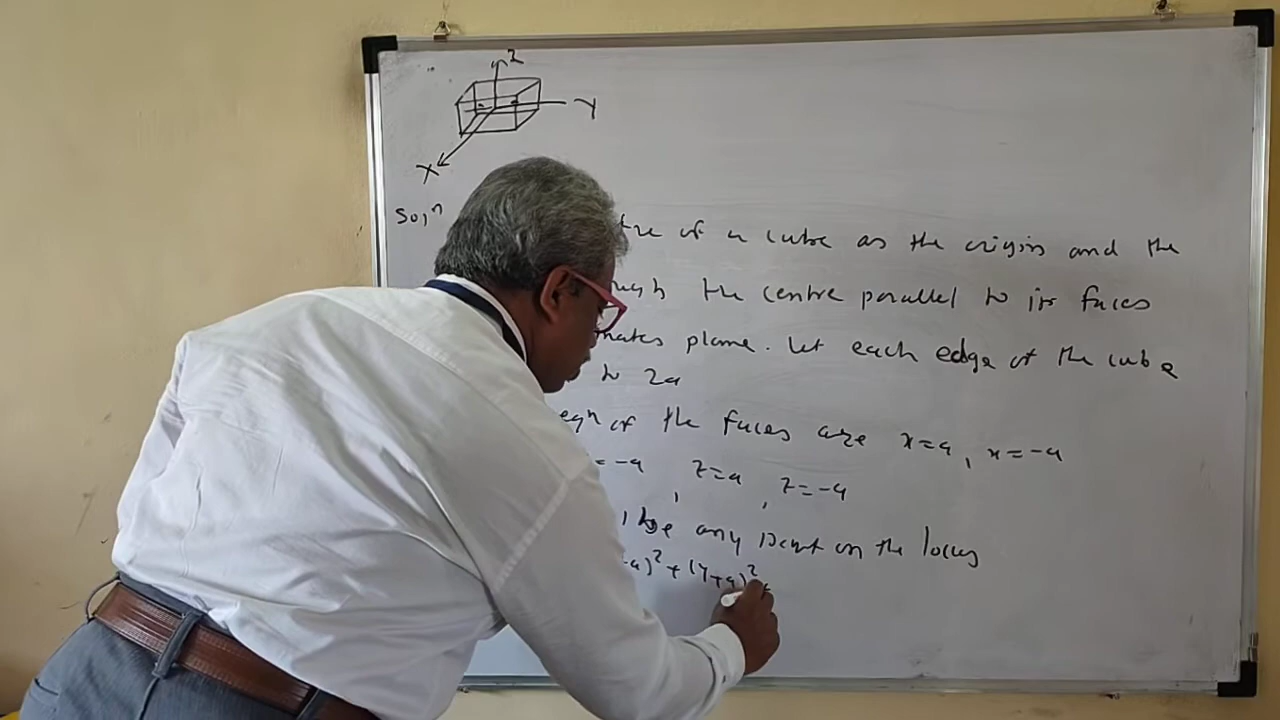 Z
Y
X
Solⁿ
tre of a cube as the origin and the
ugh the centre parallel to its faces
nates plane. Let each edge of the cube
to 2a
eqⁿ of the faces are x=a, x=-a
= -a, z=a, z=-a
be any point on the locus
-a)² + (y+a)²